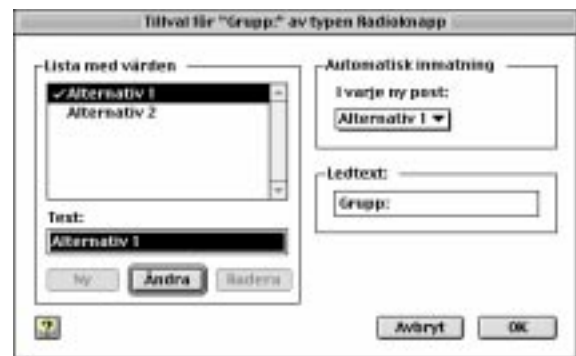 Tillval för "Grupp:" av typen Radioknapp
Lista med värden
✓Alternativ 1
Alternativ 2
Text:
Alternativ 1
Ny
Ändra
Radera
Automatisk inmatning
I varje ny post:
Alternativ 1
Ledtext:
Grupp:
?
Avbryt
OK